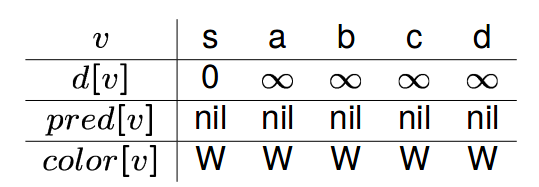 v s a b c d
d[v] 0 ∞ ∞ ∞ ∞
pred[v] nil nil nil nil nil
color[v] W W W W W